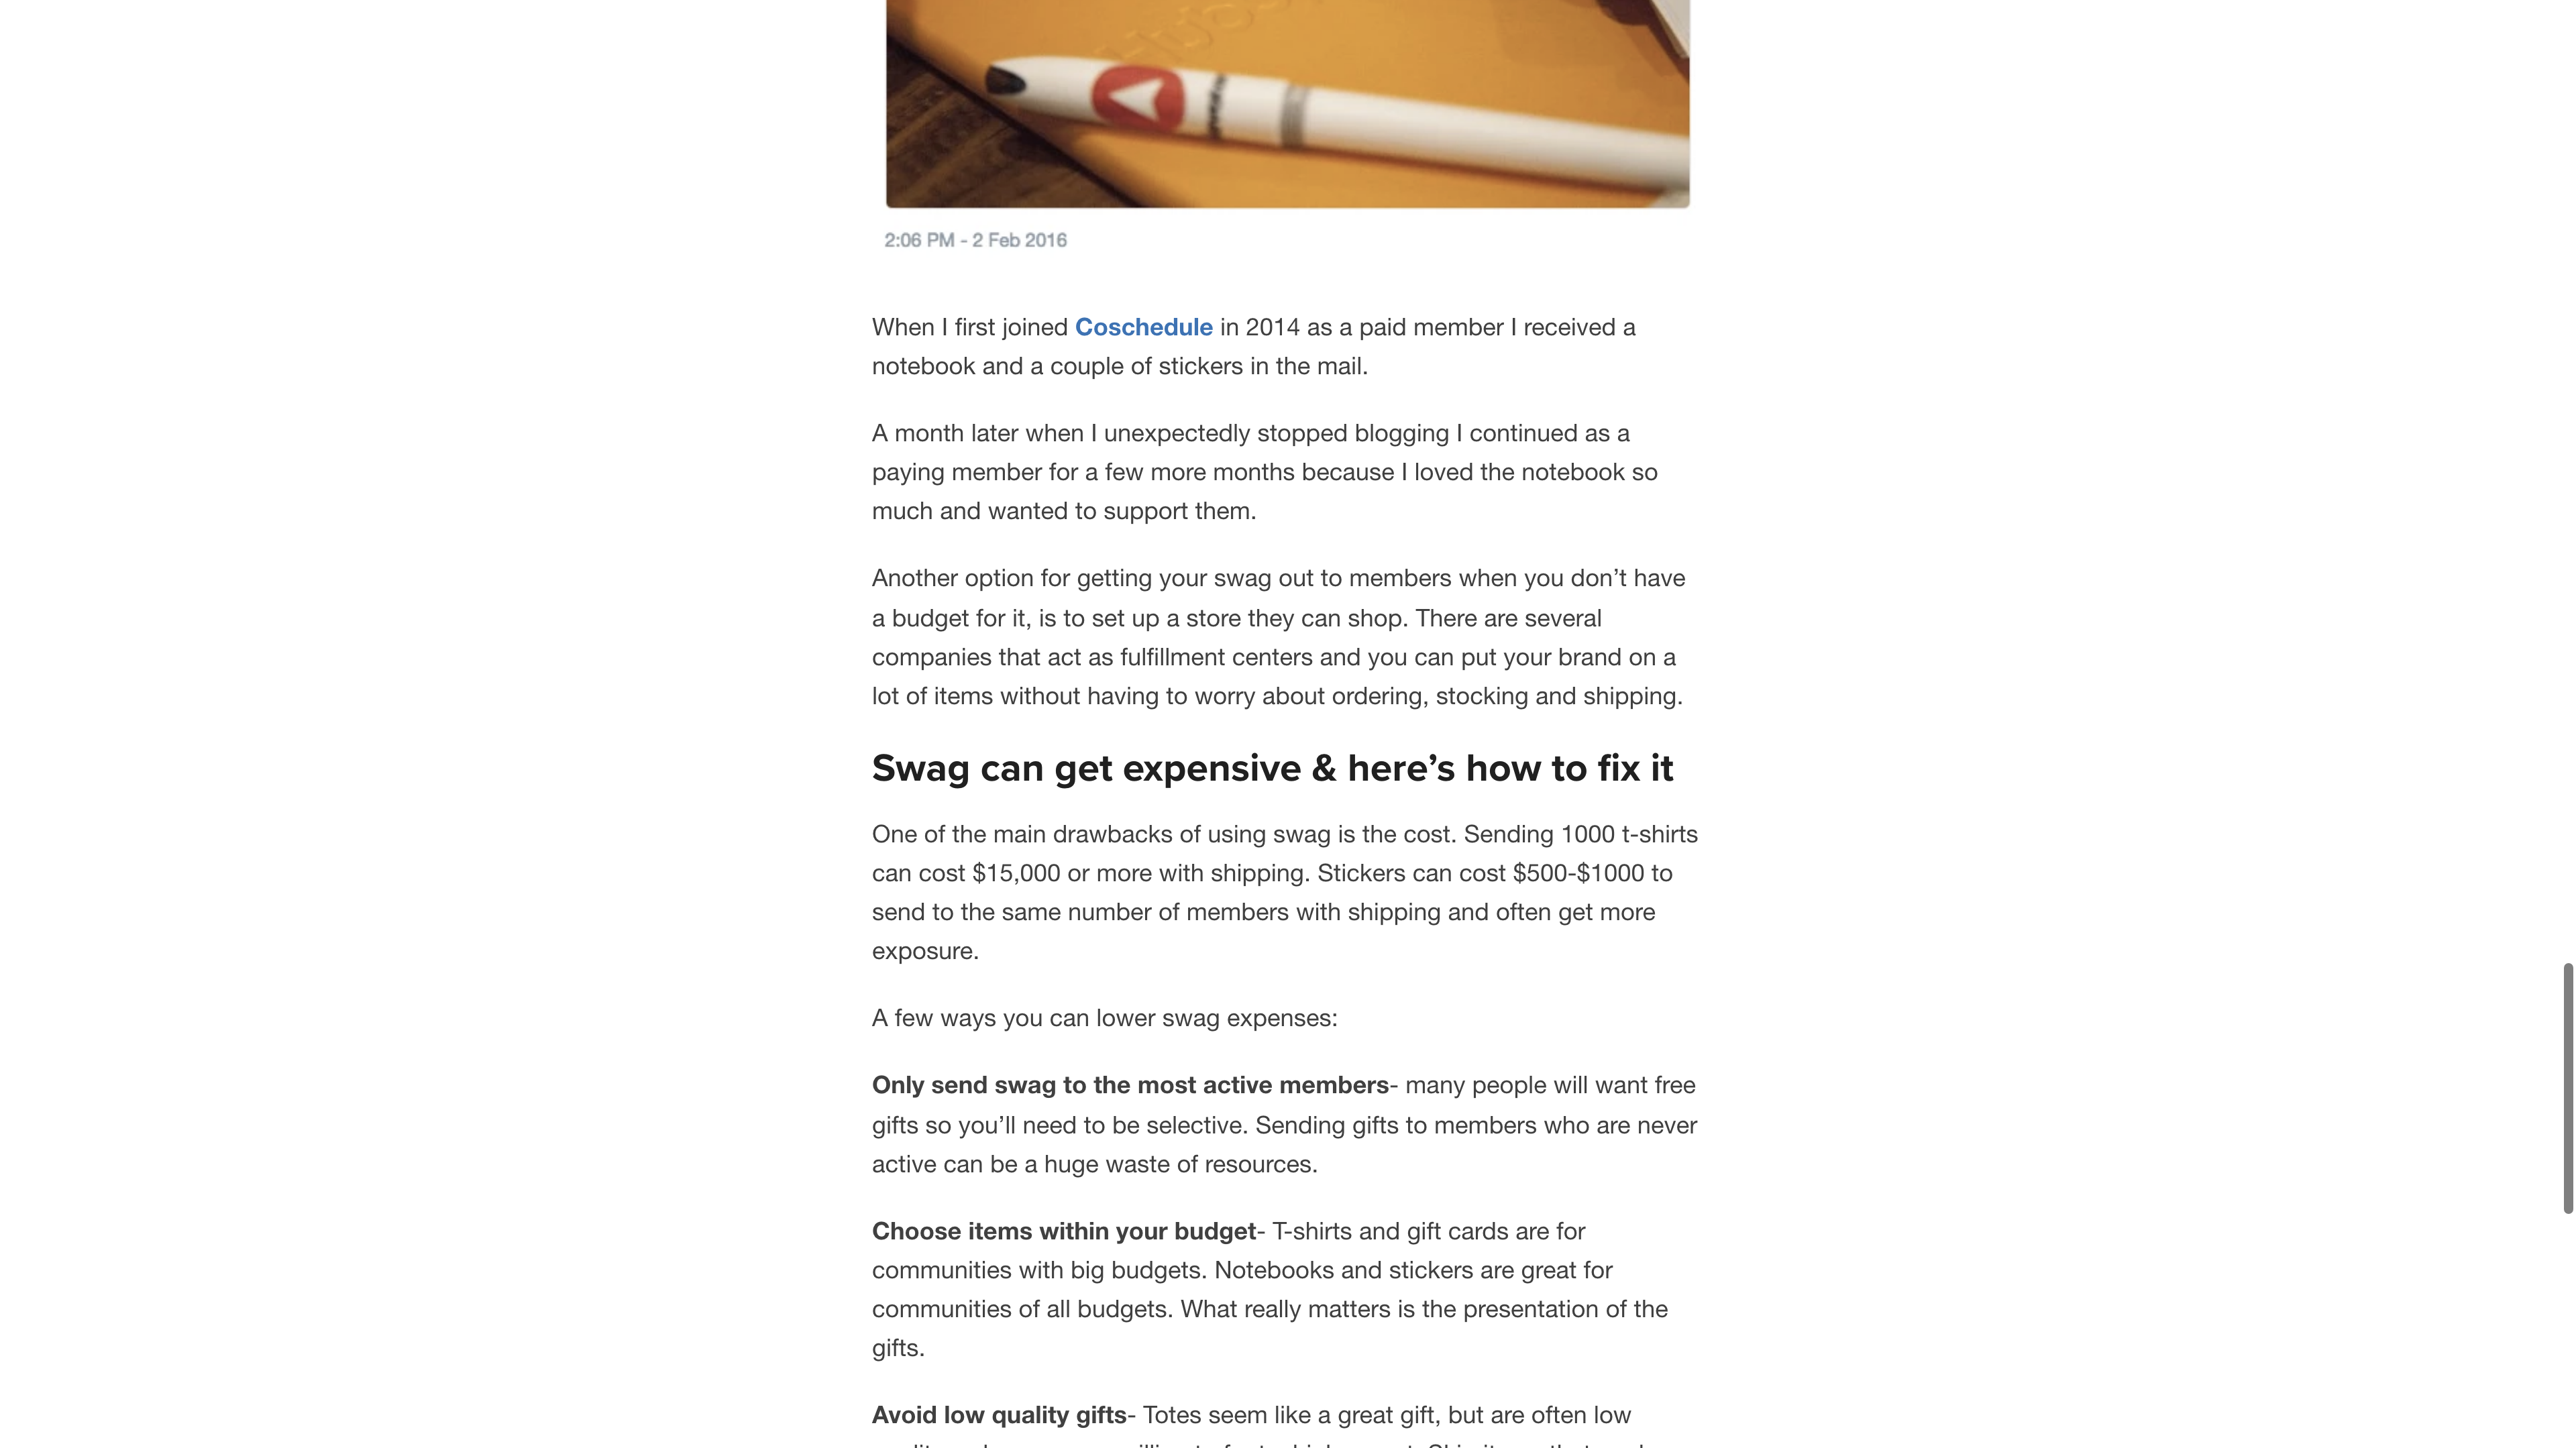 2:06 PM - 2 Feb 2016
When I first joined Coschedule in 2014 as a paid member I received a
notebook and a couple of stickers in the mail.
A month later when I unexpectedly stopped blogging I continued as a
paying member for a few more months because I loved the notebook so
much and wanted to support them.
Another option for getting your swag out to members when you don’t have
a budget for it, is to set up a store they can shop. There are several
companies that act as fulfillment centers and you can put your brand on a
lot of items without having to worry about ordering, stocking and shipping.
Swag can get expensive & here’s how to fix it
One of the main drawbacks of using swag is the cost. Sending 1000 t-shirts
can cost $15,000 or more with shipping. Stickers can cost $500-$1000 to
send to the same number of members with shipping and often get more
exposure.
A few ways you can lower swag expenses:
Only send swag to the most active members- many people will want free
gifts so you’ll need to be selective. Sending gifts to members who are never
active can be a huge waste of resources.
Choose items within your budget- T-shirts and gift cards are for
communities with big budgets. Notebooks and stickers are great for
communities of all budgets. What really matters is the presentation of the
gifts.
Avoid low quality gifts- Totes seem like a great gift, but are often low